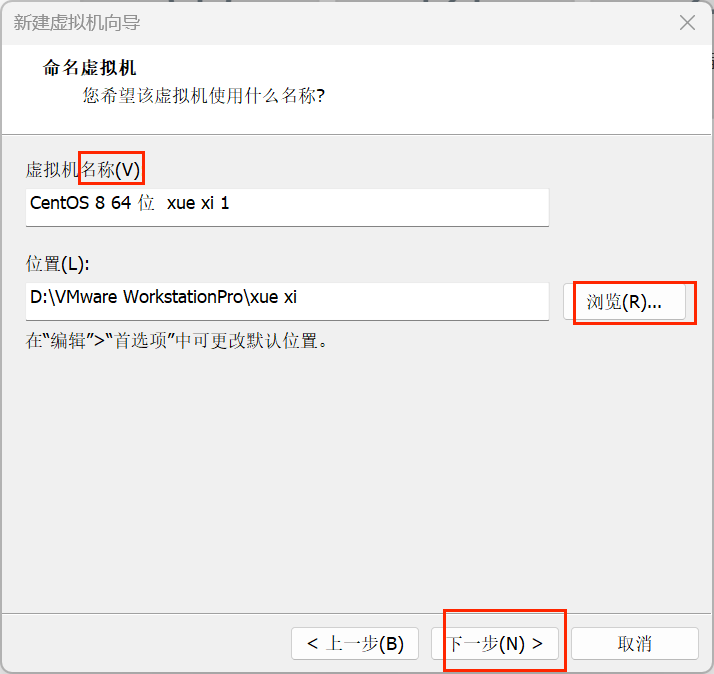 新建虚拟机向导
命名虚拟机
您希望该虚拟机使用什么名称?
虚拟机名称(V)
CentOS 8 64 位  xue xi 1
位置(L):
D:\VMware WorkstationPro\xue xi
浏览(R)...
在“编辑”>“首选项”中可更改默认位置。
< 上一步(B) 下一步(N) > 取消